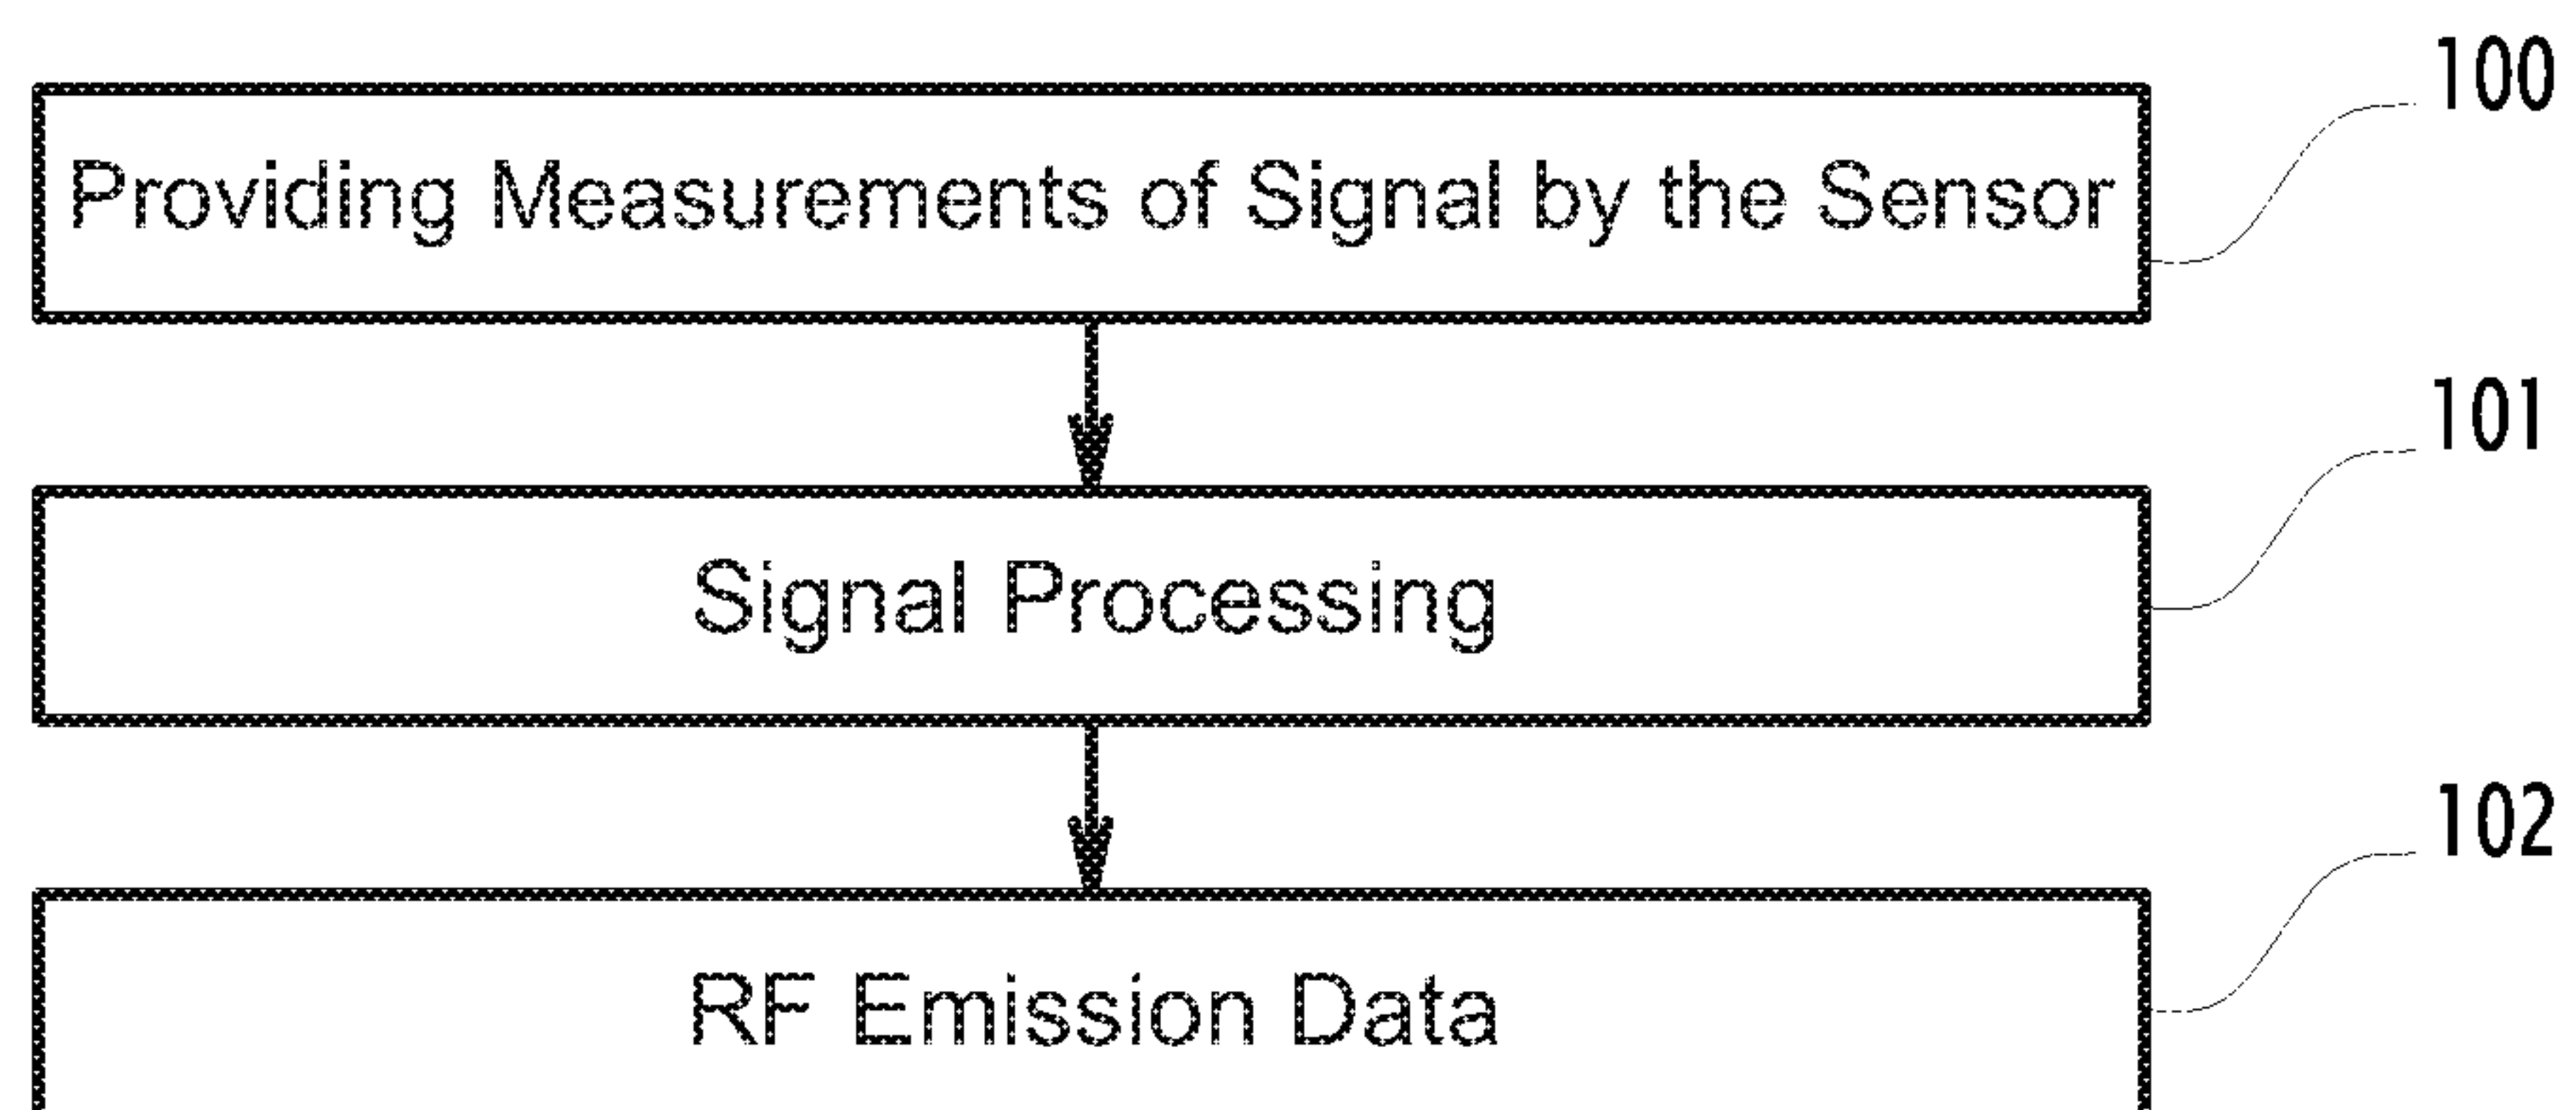 100
Providing Measurements of Signal by the Sensor
101
Signal Processing
102
RF Emission Data